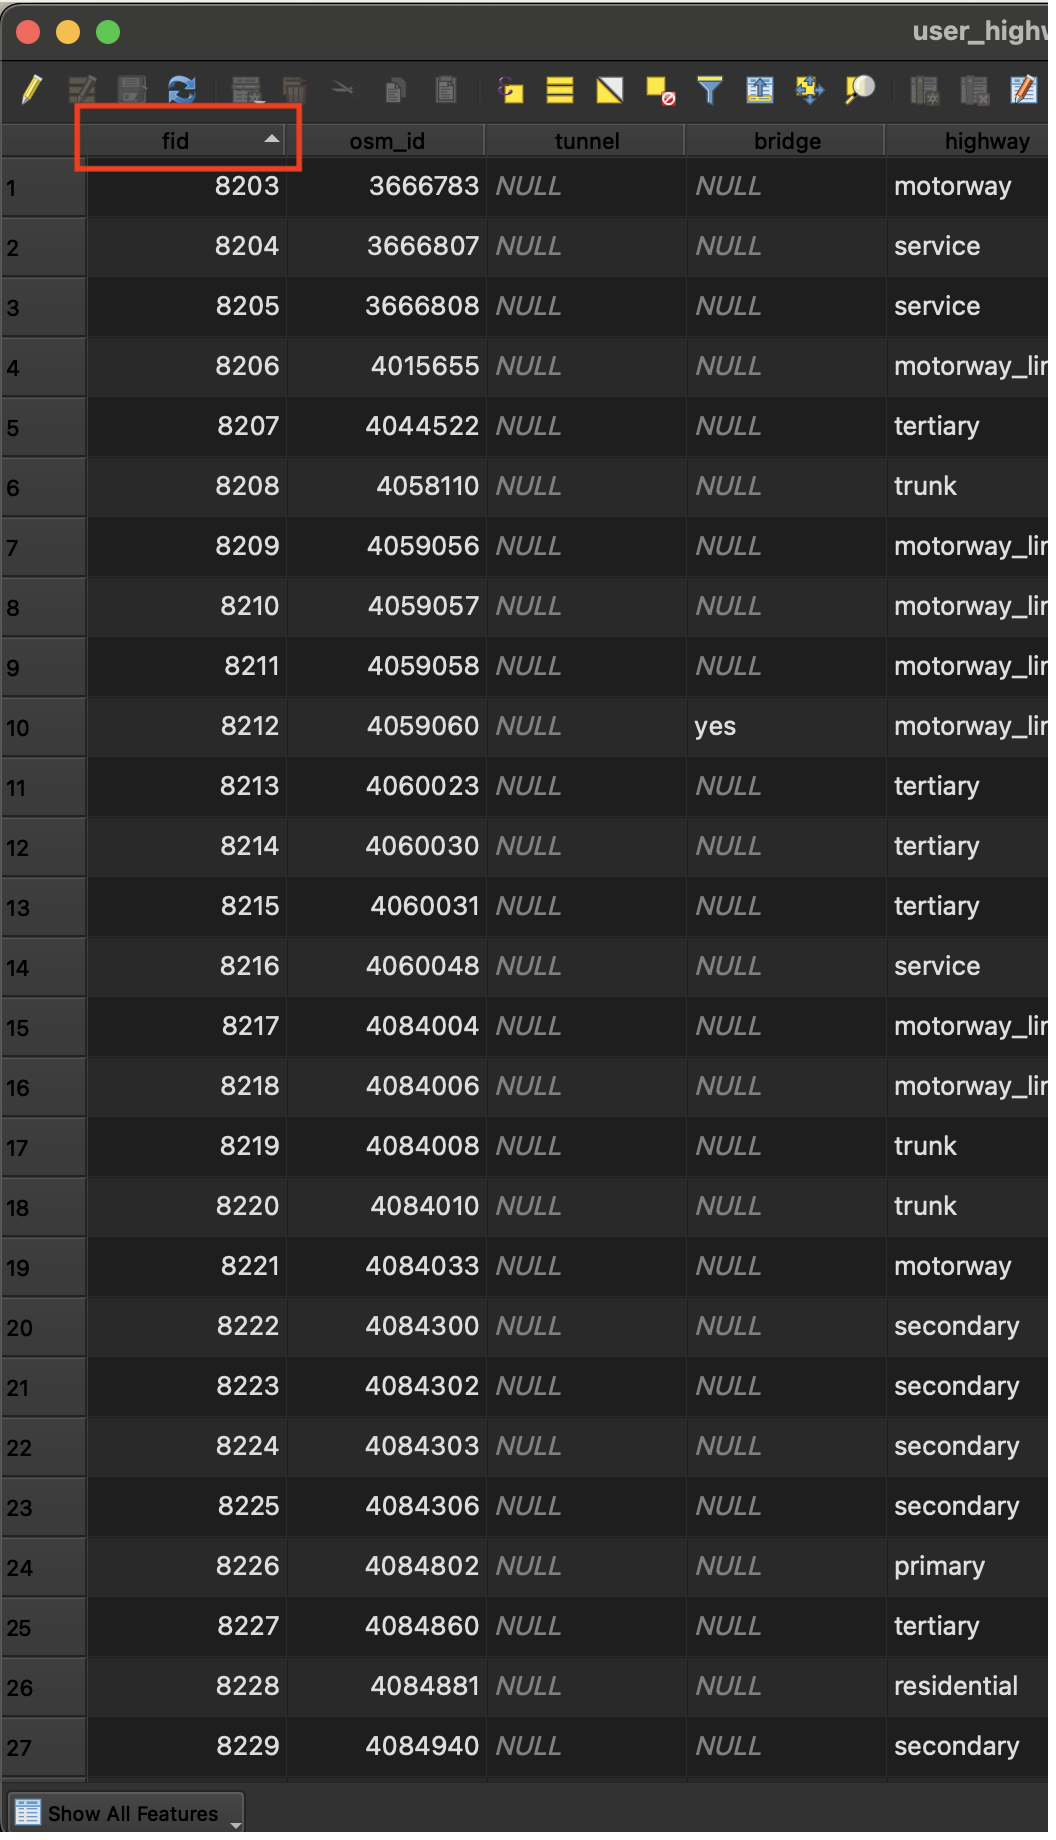 user_highw
fid osm_id tunnel bridge highway
1 8203 3666783 NULL NULL motorway
2 8204 3666807 NULL NULL service
3 8205 3666808 NULL NULL service
4 8206 4015655 NULL NULL motorway_lin
5 8207 4044522 NULL NULL tertiary
6 8208 4058110 NULL NULL trunk
7 8209 4059056 NULL NULL motorway_lin
8 8210 4059057 NULL NULL motorway_lin
9 8211 4059058 NULL NULL motorway_lin
10 8212 4059060 NULL yes motorway_lin
11 8213 4060023 NULL NULL tertiary
12 8214 4060030 NULL NULL tertiary
13 8215 4060031 NULL NULL tertiary
14 8216 4060048 NULL NULL service
15 8217 4084004 NULL NULL motorway_lin
16 8218 4084006 NULL NULL motorway_lin
17 8219 4084008 NULL NULL trunk
18 8220 4084010 NULL NULL trunk
19 8221 4084033 NULL NULL motorway
20 8222 4084300 NULL NULL secondary
21 8223 4084302 NULL NULL secondary
22 8224 4084303 NULL NULL secondary
23 8225 4084306 NULL NULL secondary
24 8226 4084802 NULL NULL primary
25 8227 4084860 NULL NULL tertiary
26 8228 4084881 NULL NULL residential
27 8229 4084940 NULL NULL secondary
Show All Features